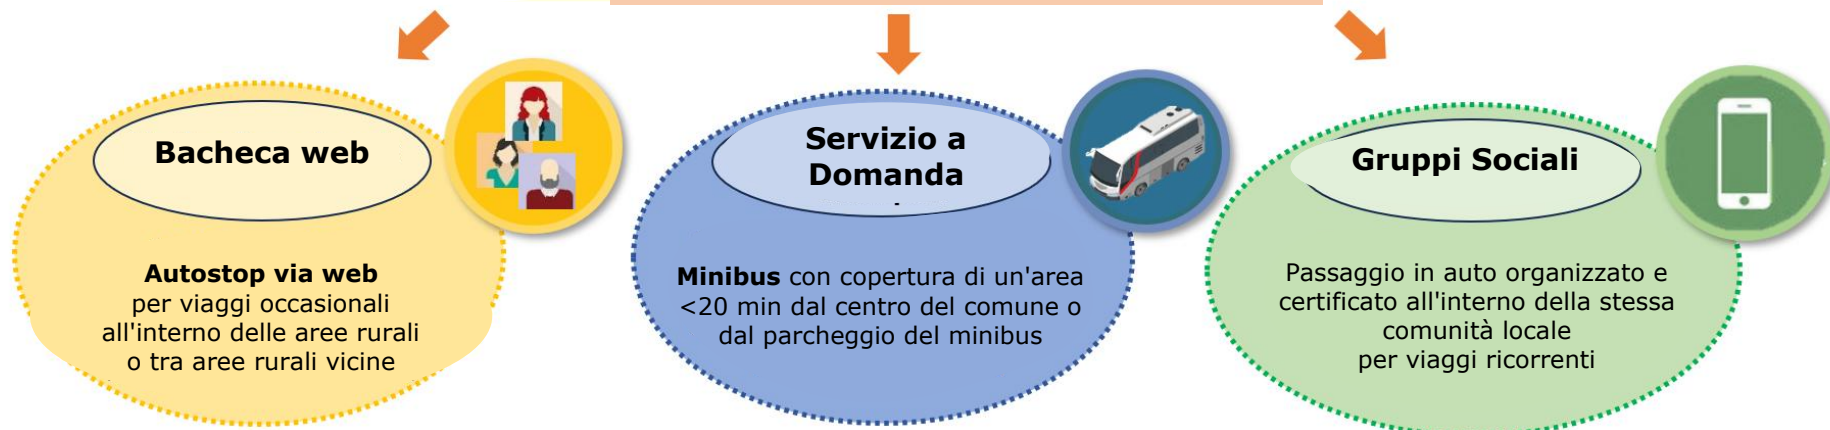 Bacheca web
Autostop via web
per viaggi occasionali
all'interno delle aree rurali
o tra aree rurali vicine
Servizio a
Domanda
Minibus con copertura di un'area
<20 min dal centro del comune o
dal parcheggio del minibus
Gruppi Sociali
Passaggio in auto organizzato e
certificato all'interno della stessa
comunità locale
per viaggi ricorrenti